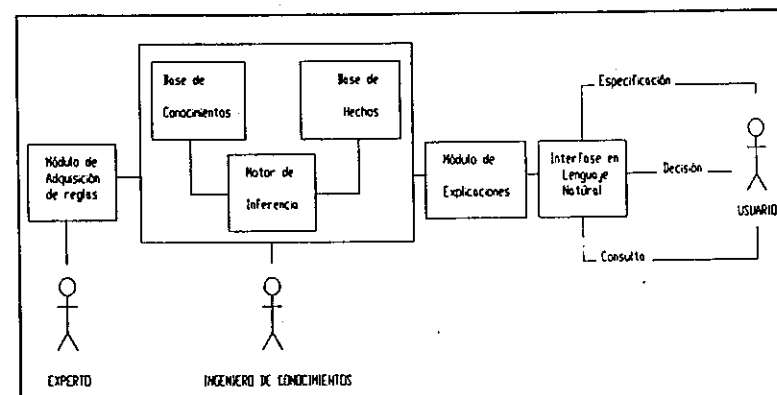 Base de
Conocimientos
Base de
Hechos
Motor de
Inferencia
Módulo de
Adquisición
de reglas
Módulo de
Explicaciones
Interfase en
Lenguaje
Natural
Especificación
Decisión
Consulta
USUARIO
EXPERTO
INGENIERO DE CONOCIMIENTOS